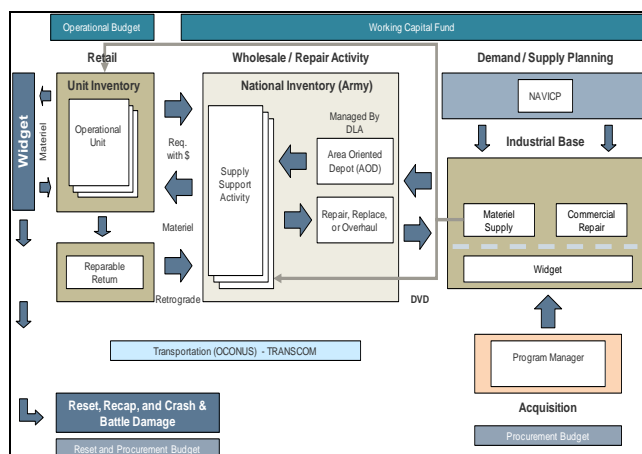 Operational Budget
Working Capital Fund
Retail
Wholesale / Repair Activity
Demand / Supply Planning
Widget
Materiel
Unit Inventory
Operational
Unit
Req.
with $
National Inventory (Army)
Managed By
DLA
Supply
Support
Activity
Area Oriented
Depot (AOD)
Repair, Replace,
or Overhaul
NAVICP
Industrial Base
Materiel
Supply
Commercial
Repair
Widget
Materiel
Reparable
Return
Retrograde
DVD
Transportation (OCONUS) - TRANSCOM
Program Manager
Acquisition
Procurement Budget
Reset, Recap, and Crash &
Battle Damage
Reset and Procurement Budget